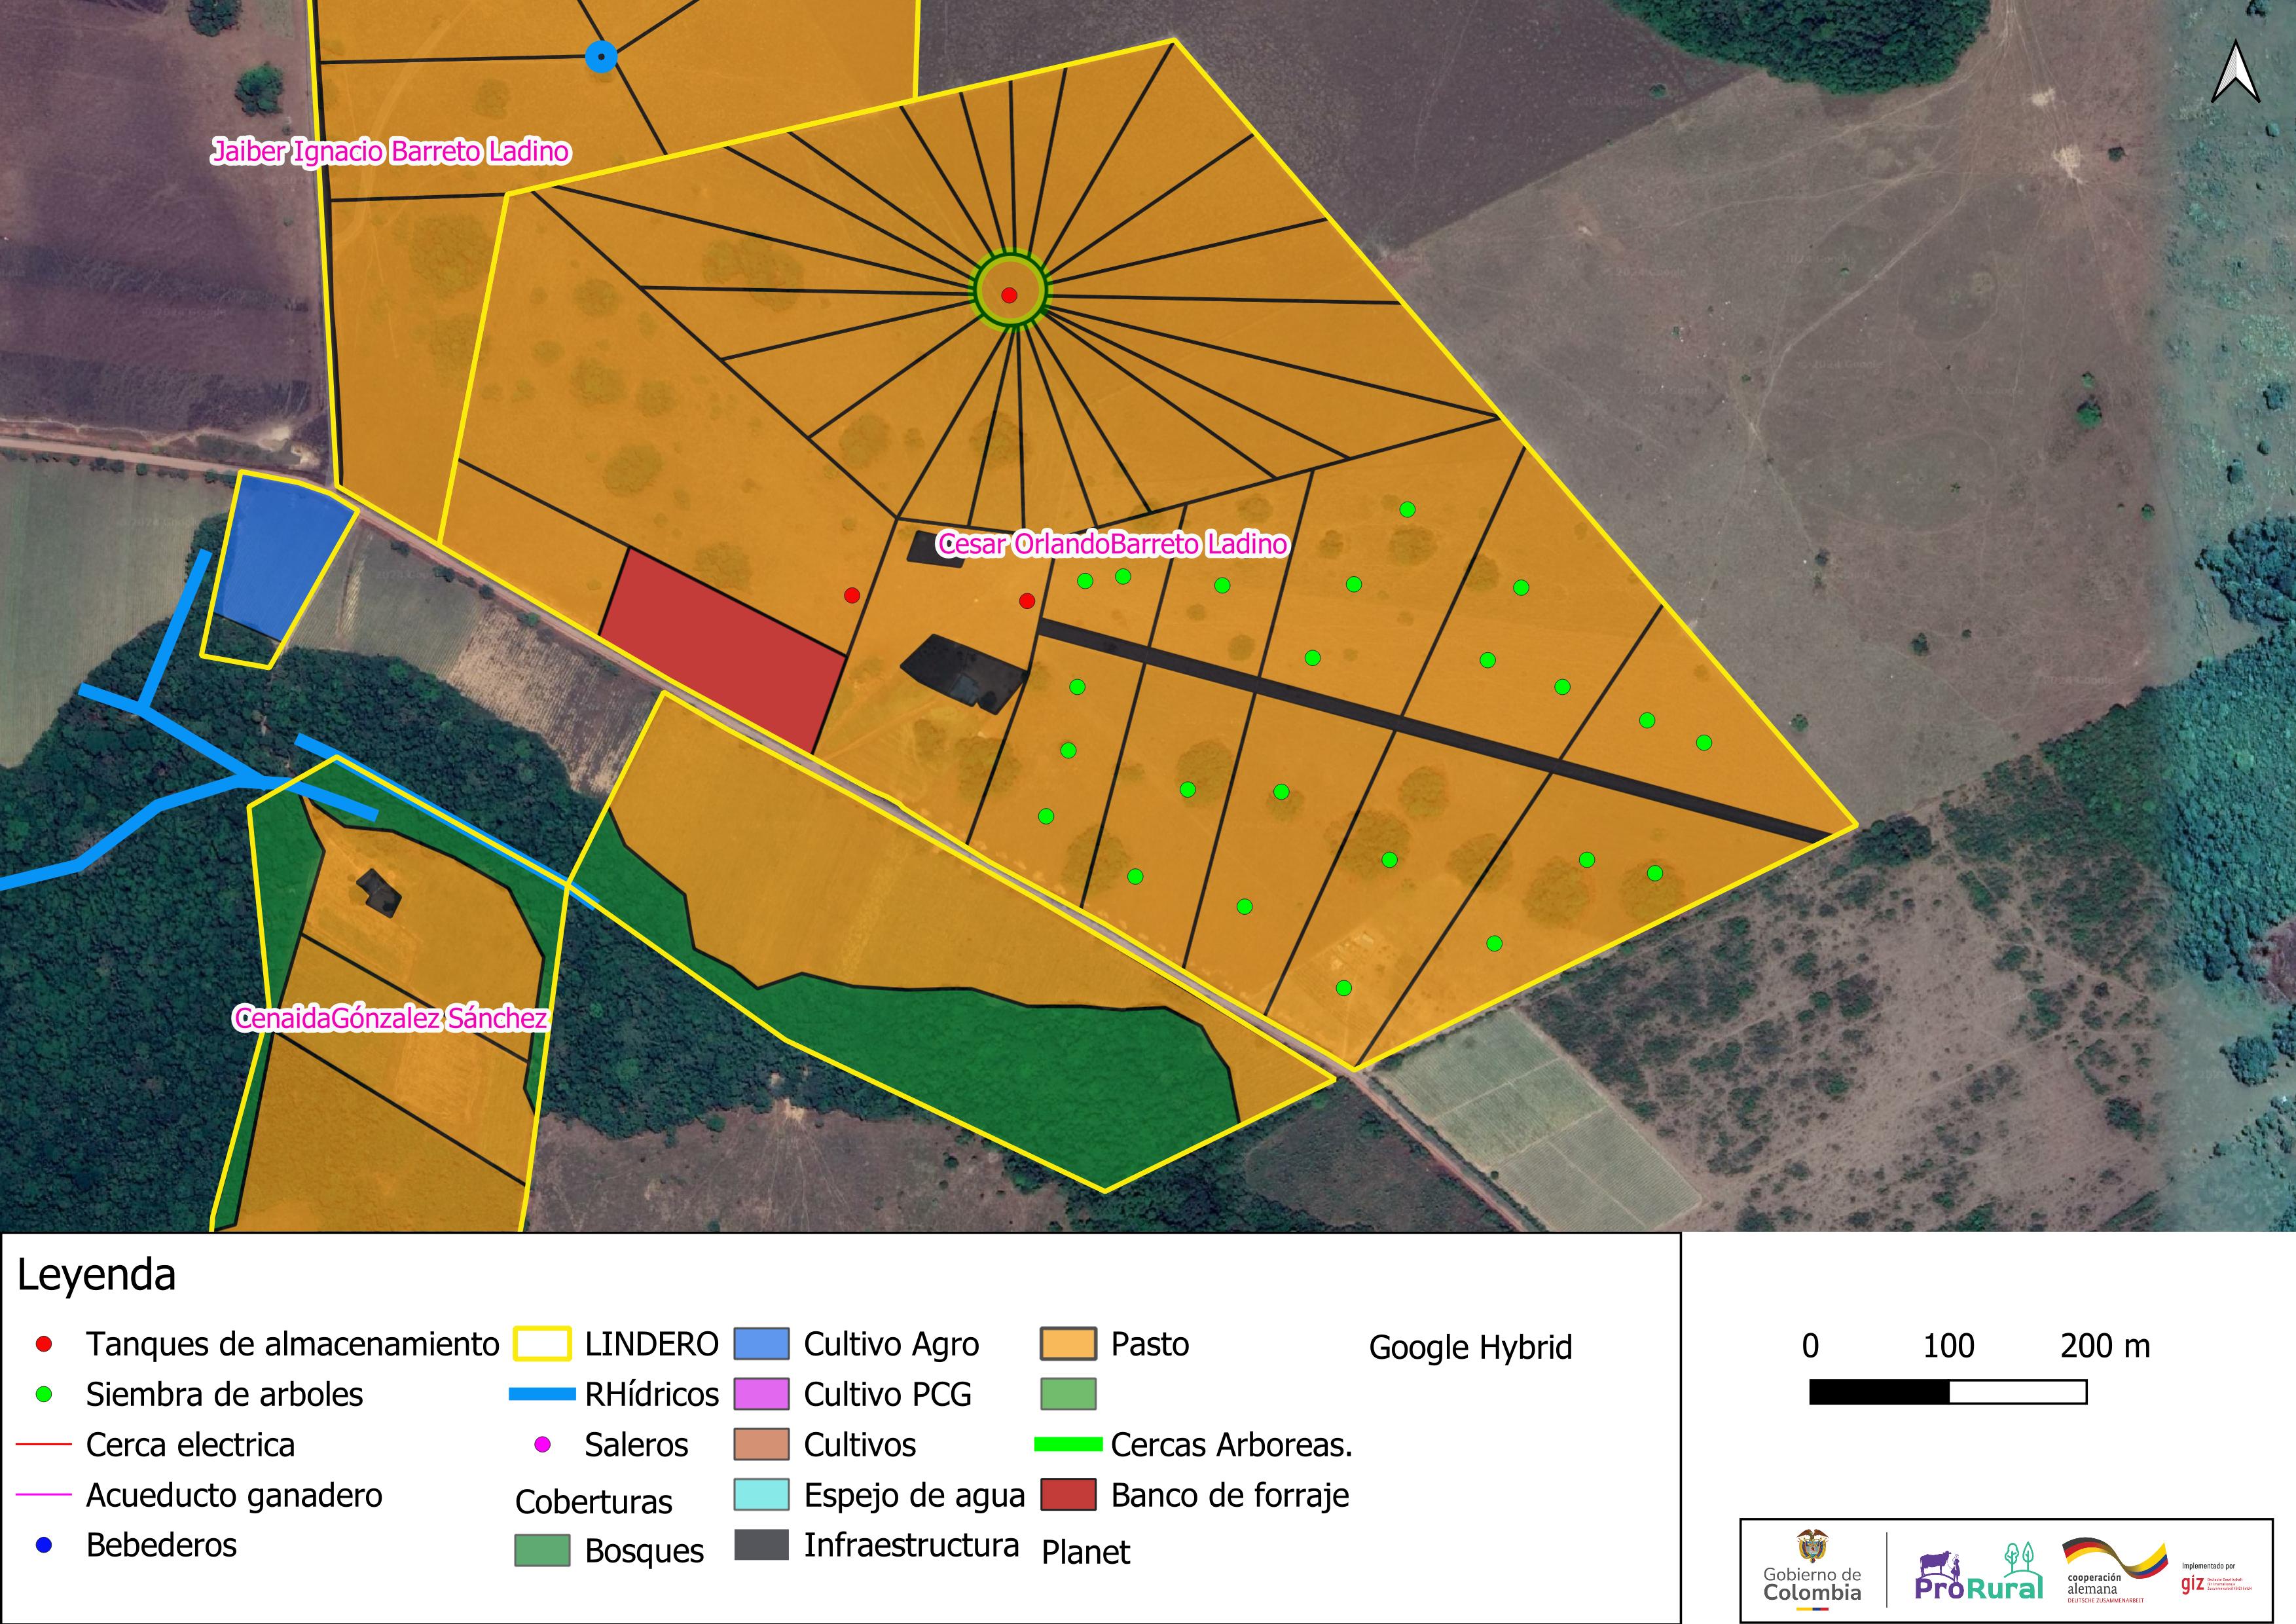 Jaiber Ignacio Barreto Ladino
Cesar OrlandoBarreto Ladino
CenaidaGónzalez Sánchez
Leyenda
Tanques de almacenamiento
Siembra de arboles
Cerca electrica
Acueducto ganadero
Bebederos
LINDERO
RHídricos
Saleros
Coberturas
Bosques
Cultivo Agro
Cultivo PCG
Cultivos
Espejo de agua
Infraestructura
Pasto
Cercas Arboreas.
Banco de forraje
Planet
Google Hybrid
0 100 200 m
Gobierno de
Colombia
ProRural
cooperación
alemana
DEUTSCHE ZUSAMMENARBEIT
Implementado por
giz